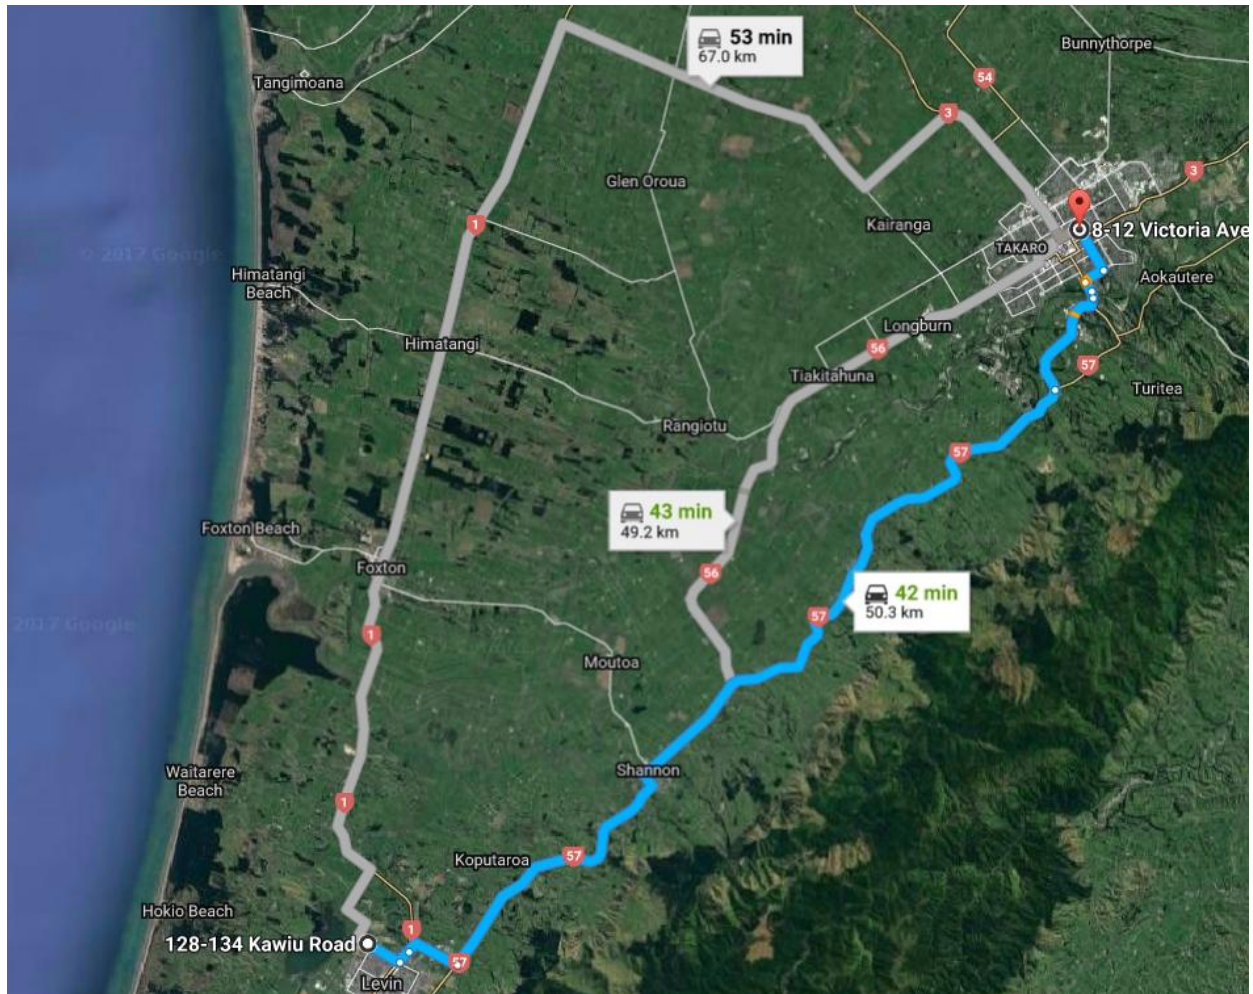 53 min
67.0 km
Bunnythorpe
54
Tangimoana
3
3
Glen Oroua
1
Kairanga
8-12 Victoria Ave
TAKARO
© 2017 Google
Himatangi
Beach
Aokautere
Longburn
Himatangi
56
Tiakitahuna
57
Turitea
Rangiotu
57
43 min
49.2 km
Foxton Beach
Foxton
56
42 min
50.3 km
57
2017 Google
1
Moutoa
Shannon
Waitarere
Beach
1
Koputaroa
57
Hokio Beach
1
128-134 Kawiu Road
57
Levin